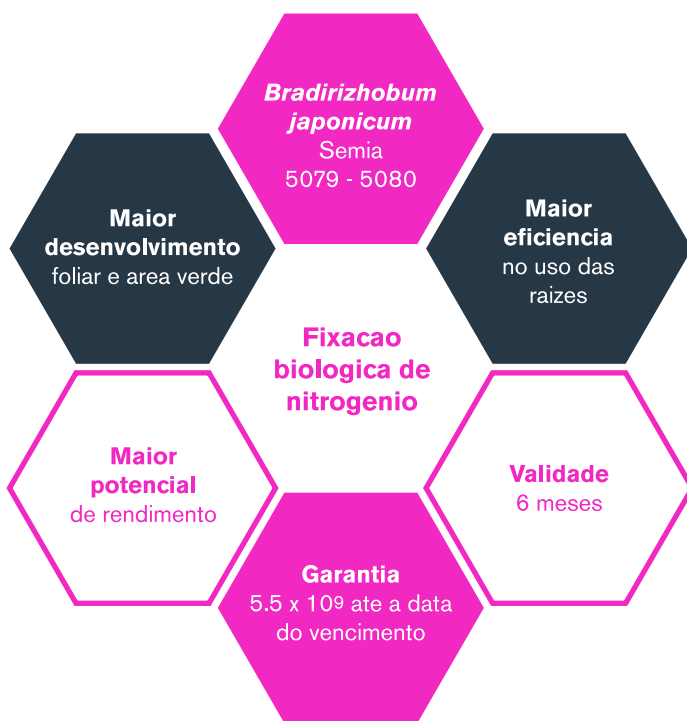 Bradirizhobum
japonicum
Semia
5079 - 5080
Maior
desenvolvimento
foliar e area verde
Maior
eficiencia
no uso das
raizes
Fixacao
biologica de
nitrogenio
Maior
potencial
de rendimento
Validade
6 meses
Garantia
5.5 x 10⁹ ate a data
do vencimento